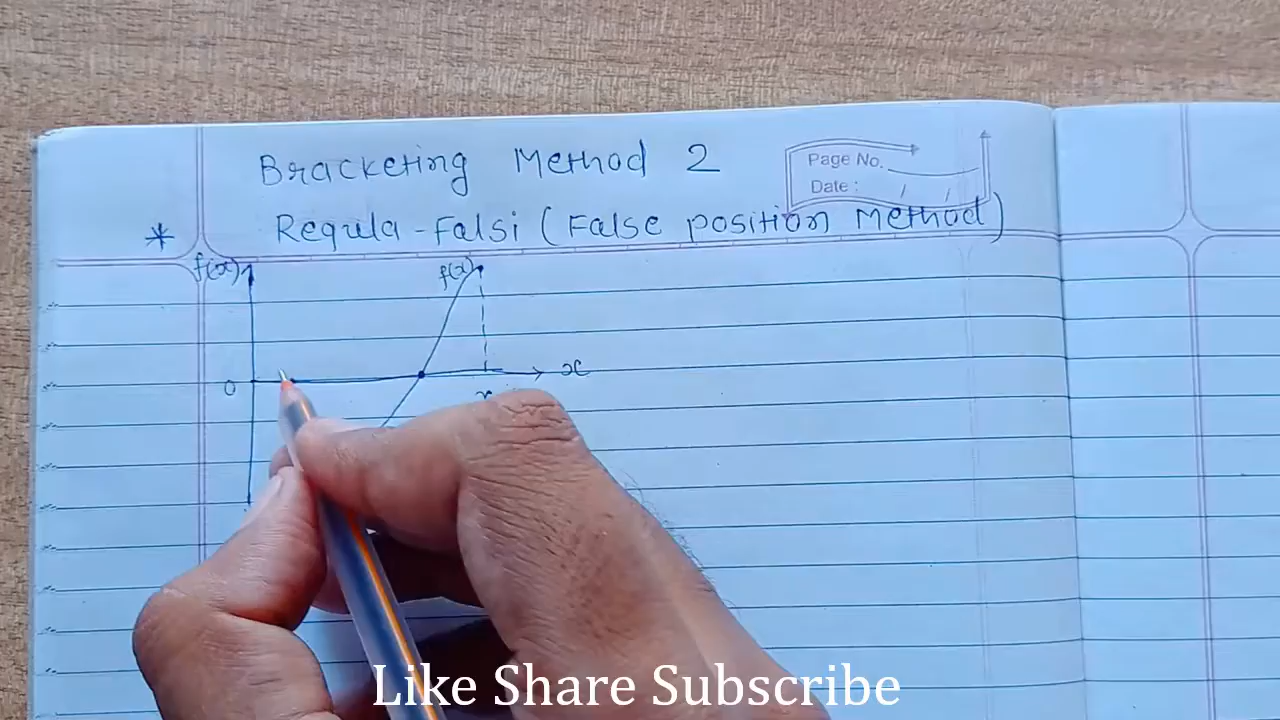 Bracketing Method 2
Page No.
Date : / /
* Regula-Falsi (False position Method)
f(x)
f(x)
0
x
x
Like Share Subscribe